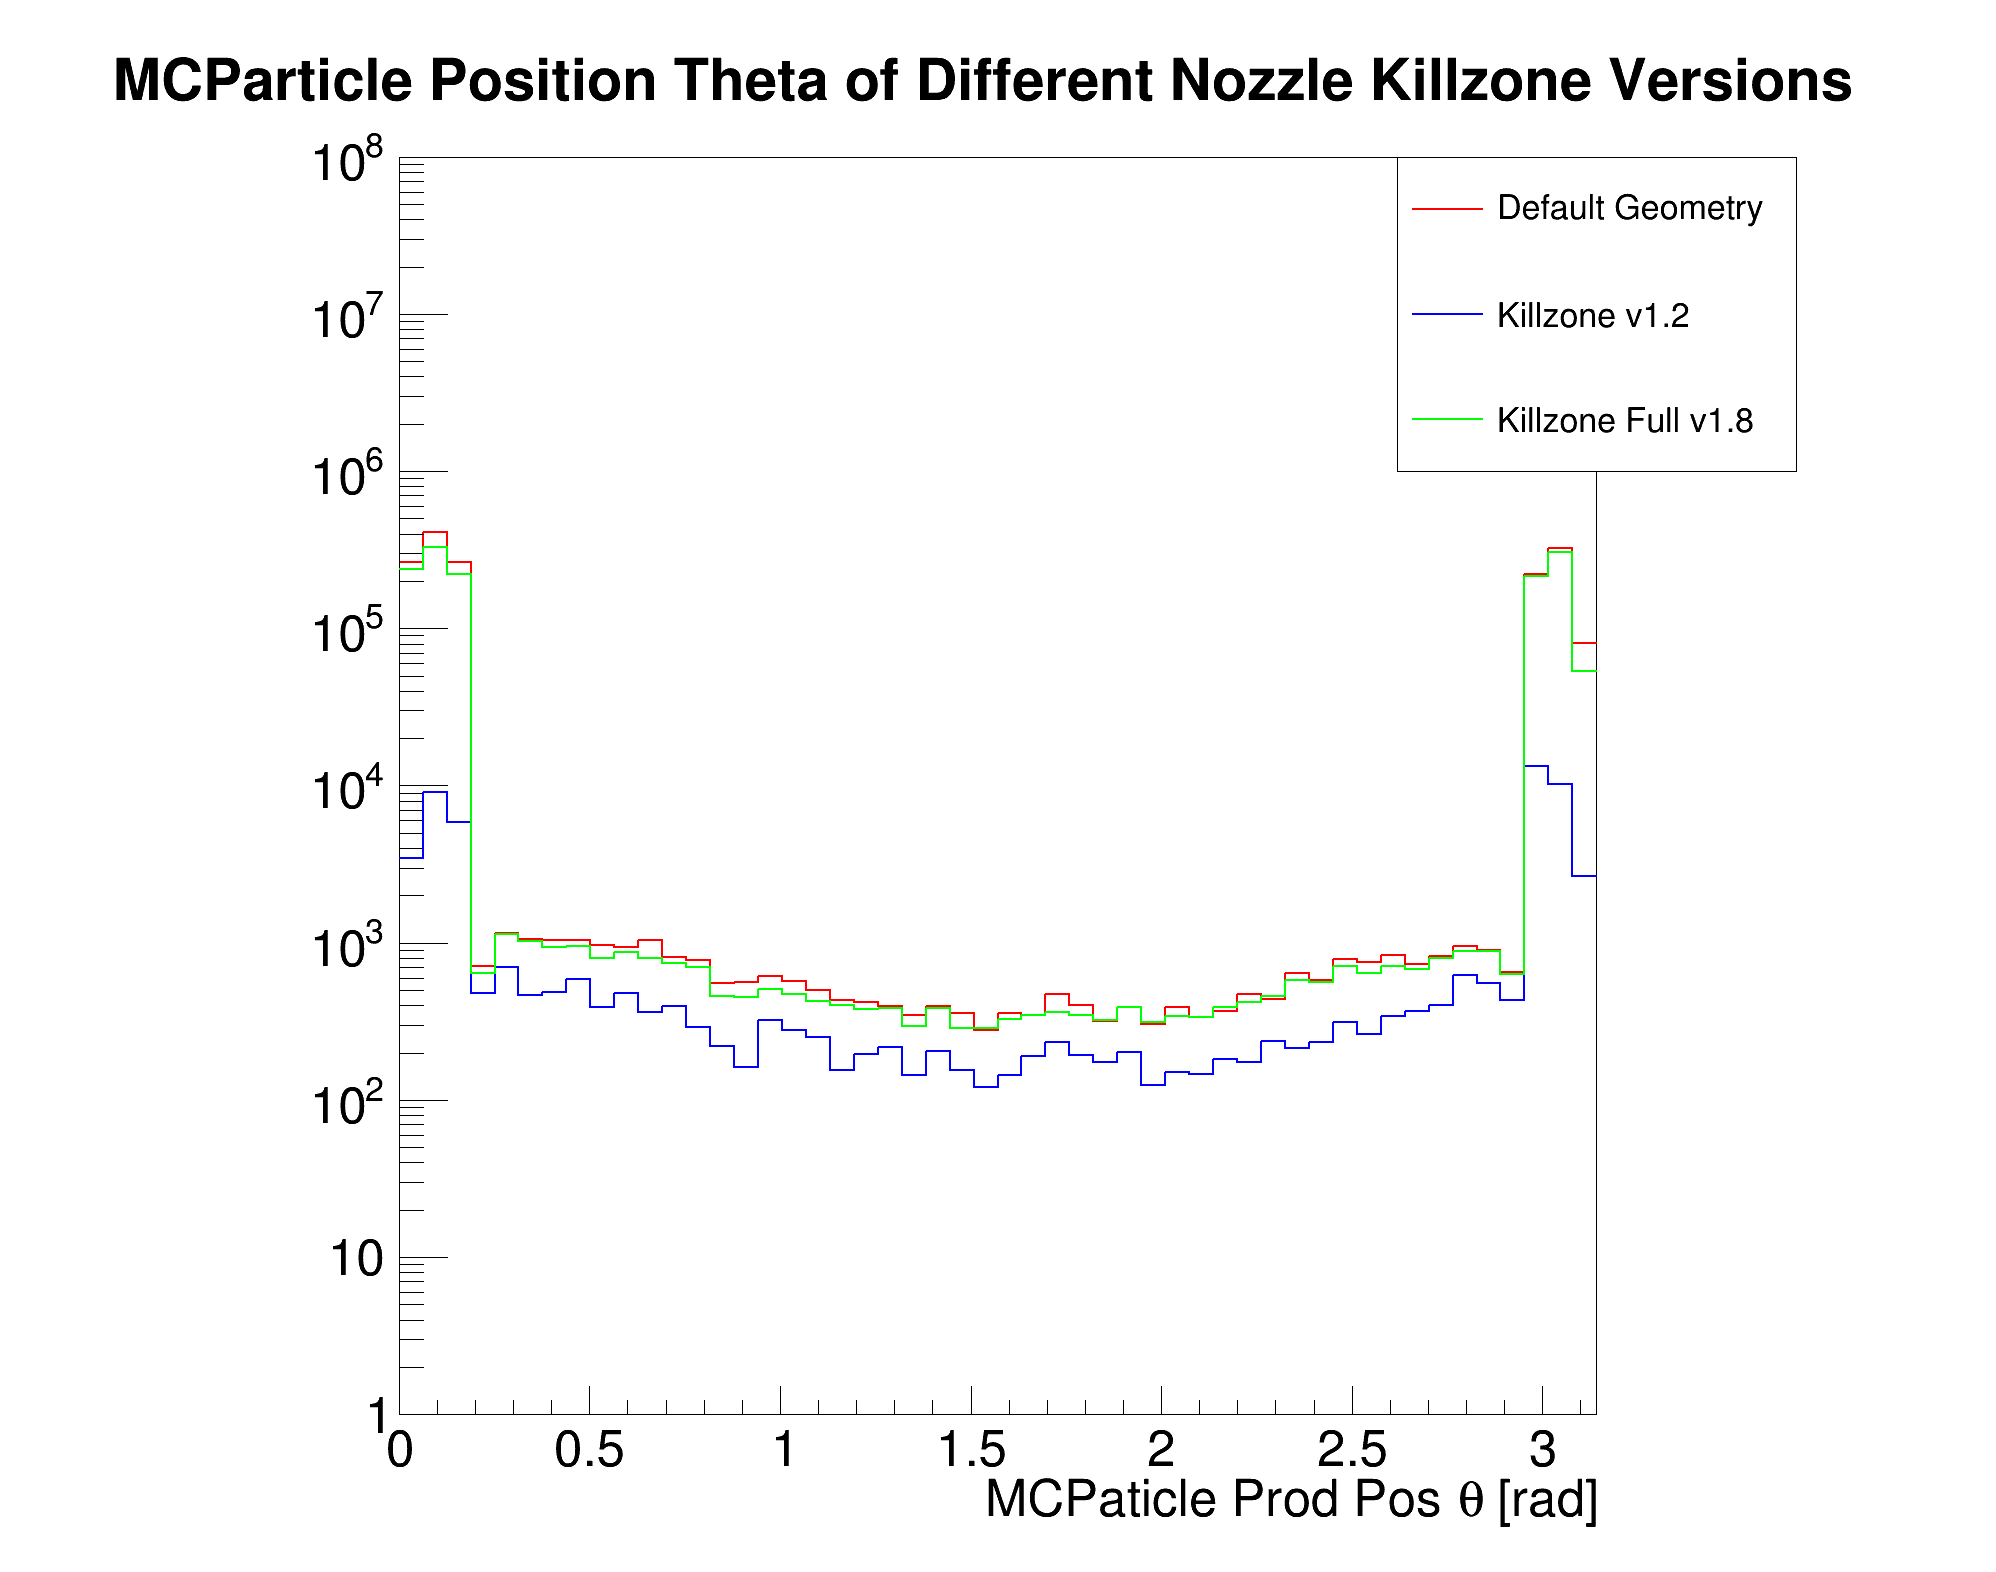 MCParticle Position Theta of Different Nozzle Killzone Versions
10^8
Default Geometry
10^7
Killzone v1.2
Killzone Full v1.8
10^6
10^5
10^4
10^3
10^2
10
1
0 0.5 1 1.5 2 2.5 3
MCPaticle Prod Pos θ [rad]